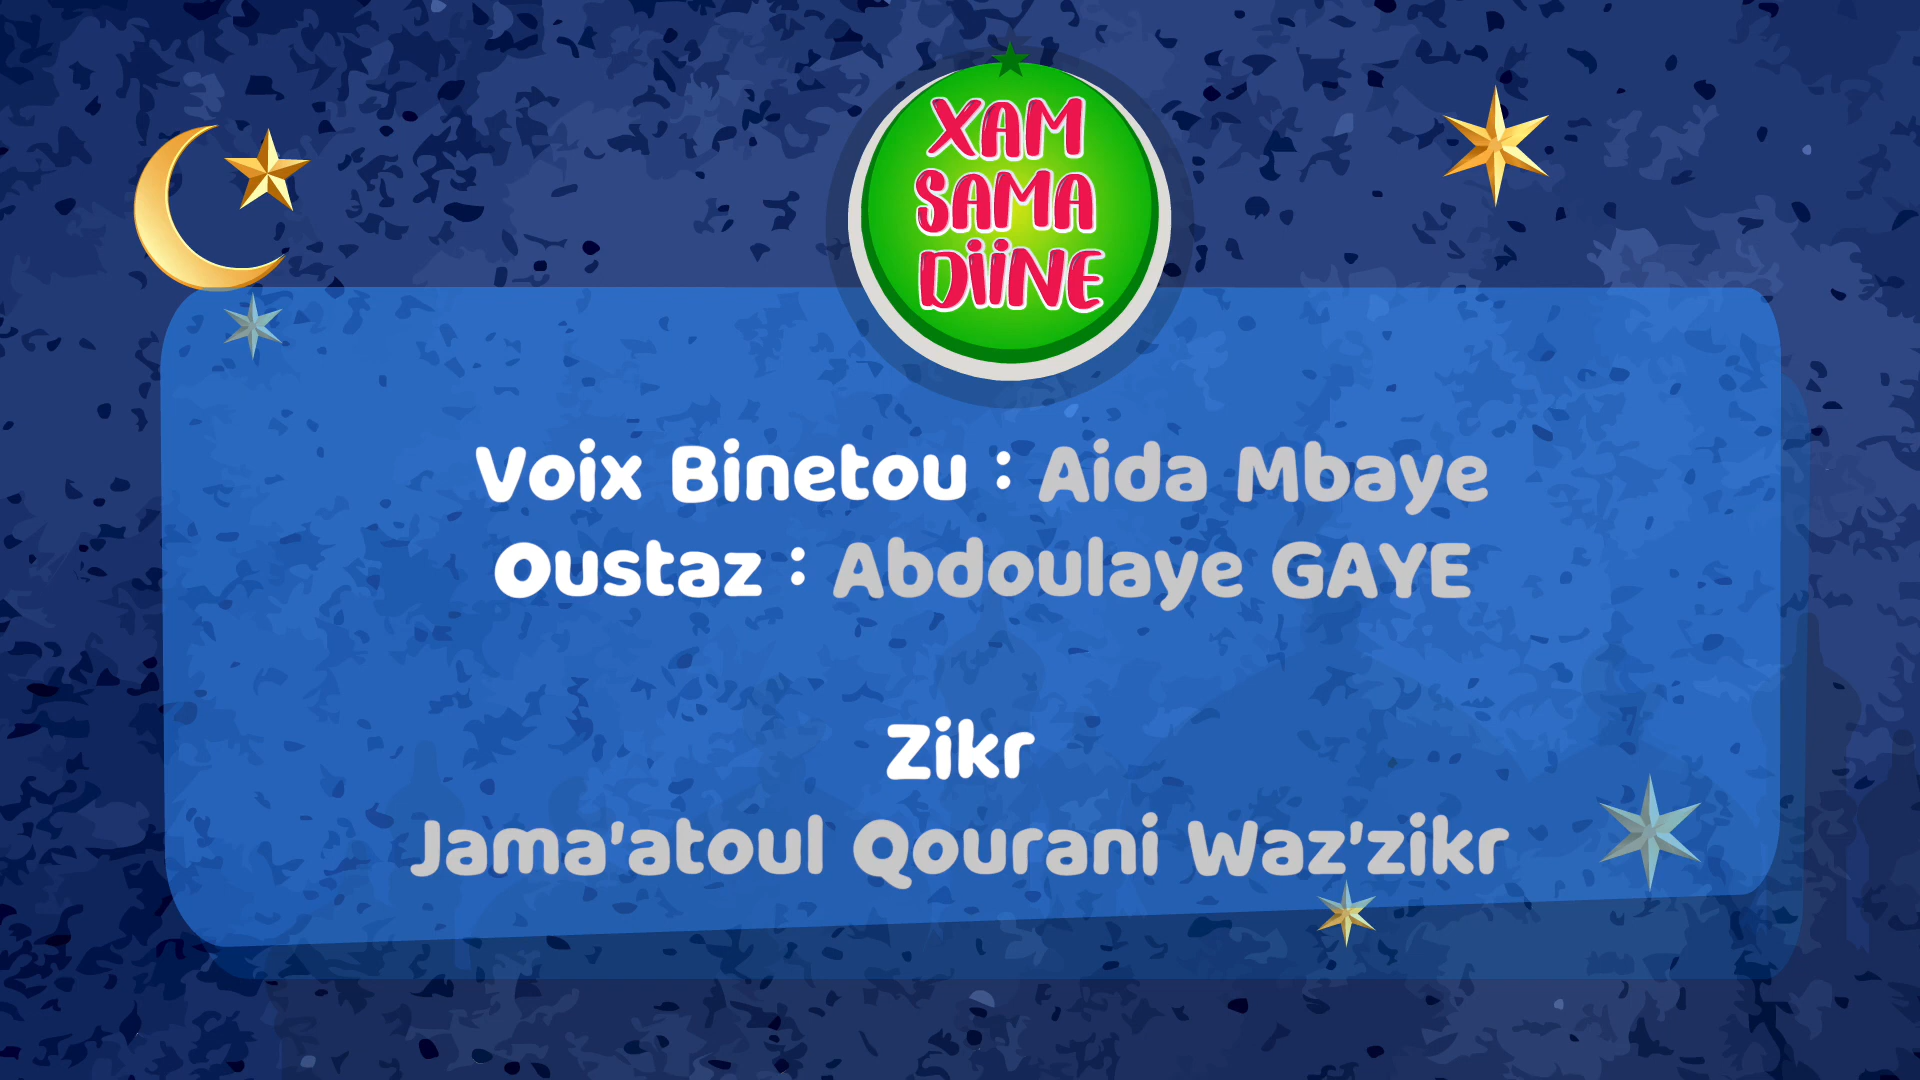 XAM
SAMA
DiiNE
Voix Binetou : Aida Mbaye
Oustaz : Abdoulaye GAYE
Zikr
Jama'atoul Qourani Waz'zikr